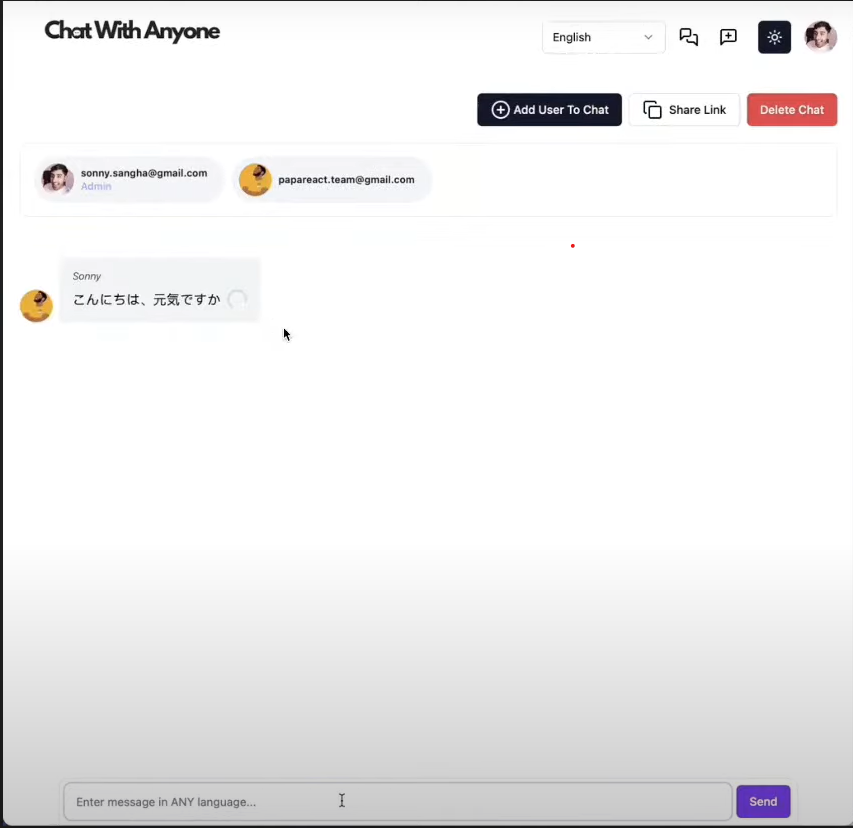 Chat With Anyone
English
Add User To Chat
Share Link
Delete Chat
sonny.sangha@gmail.com
Admin
papareact.team@gmail.com
Sonny
こんにちは、元気ですか
Enter message in ANY language...
Send